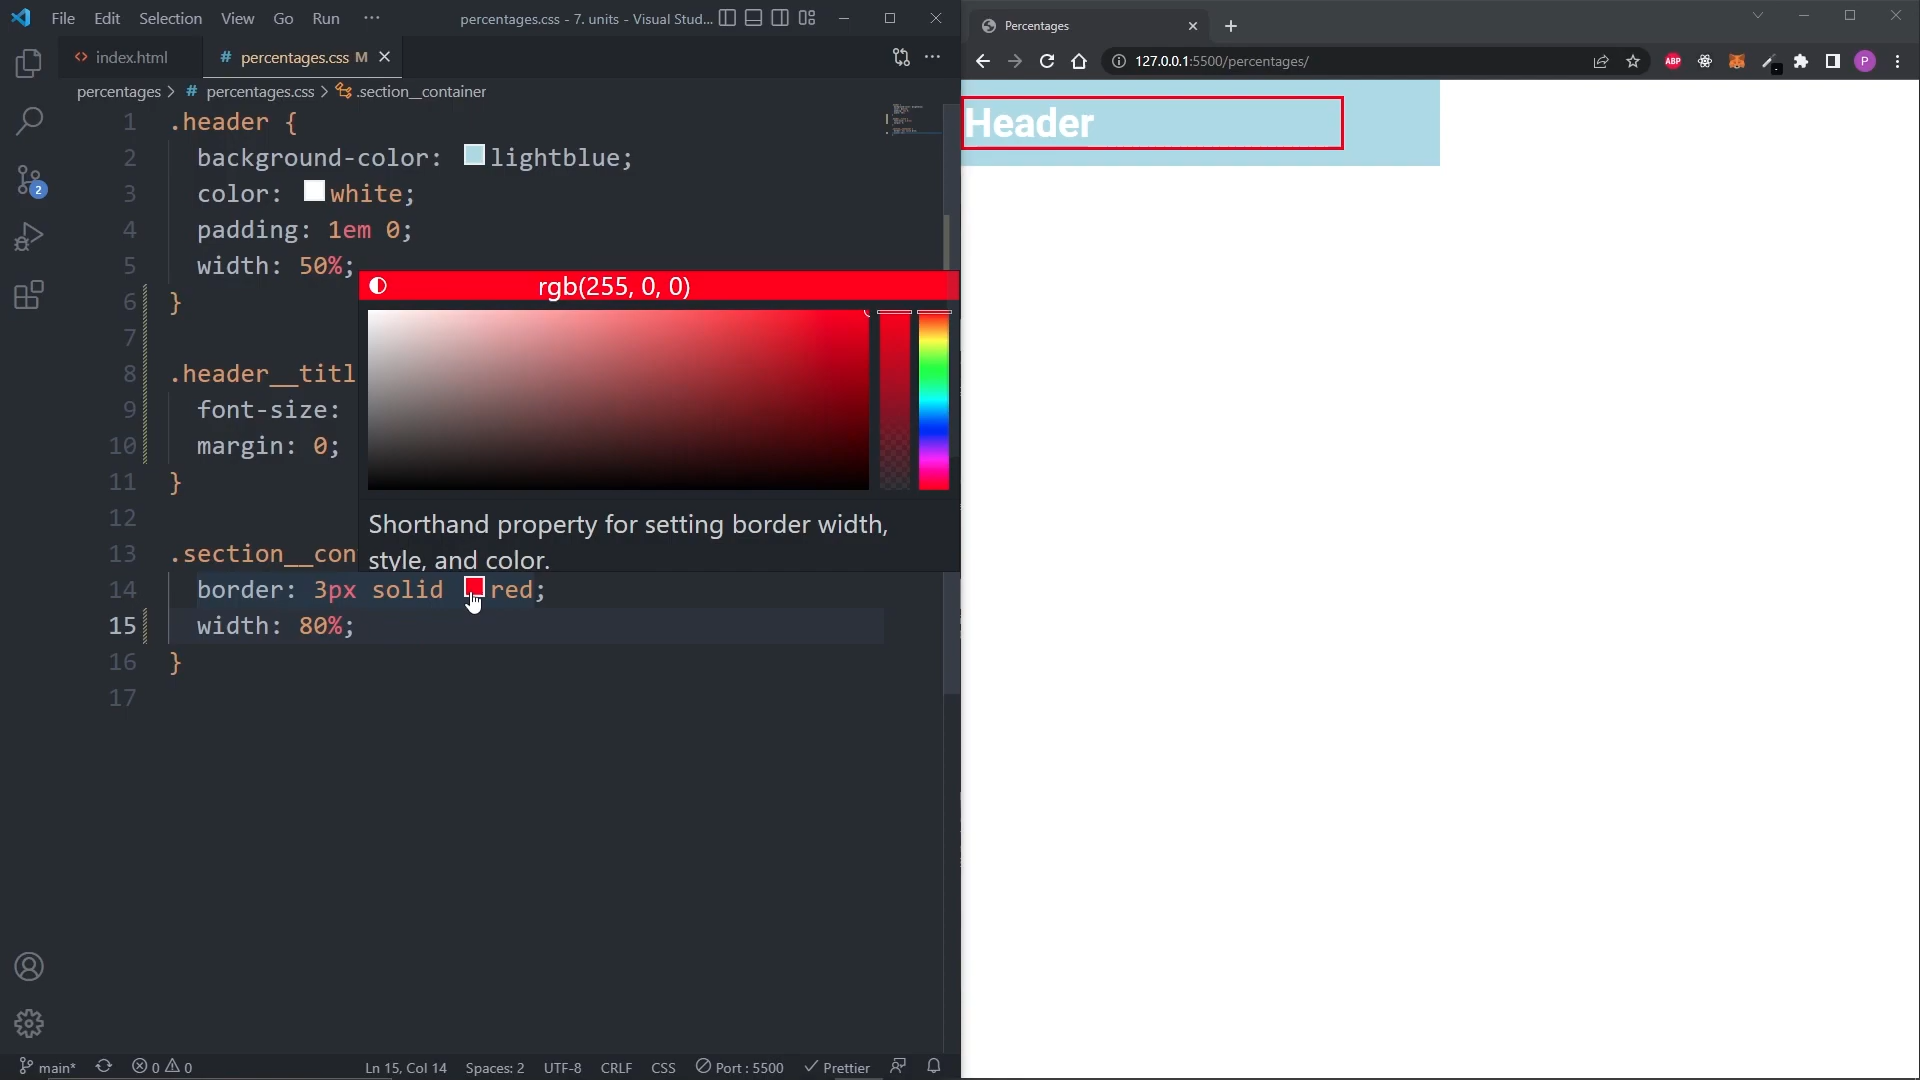 File Edit Selection View Go Run ··· percentages.css - 7. units - Visual Stud...
index.html # percentages.css M
percentages > # percentages.css > .section__container
1 .header {
2 background-color: lightblue;
3 color: white;
4 padding: 1em 0;
5 width: 50%;
6 }
7
8 .header__titl
9 font-size:
10 margin: 0;
11 }
12
13 .section__con
14 border: 3px solid red;
15 width: 80%;
16 }
17
rgb(255, 0, 0)
Shorthand property for setting border width,
style, and color.
2
main* 0 0 Ln 15, Col 14 Spaces: 2 UTF-8 CRLF CSS Port : 5500 Prettier
Percentages
127.0.0.1:5500/percentages/ ABP P
Header